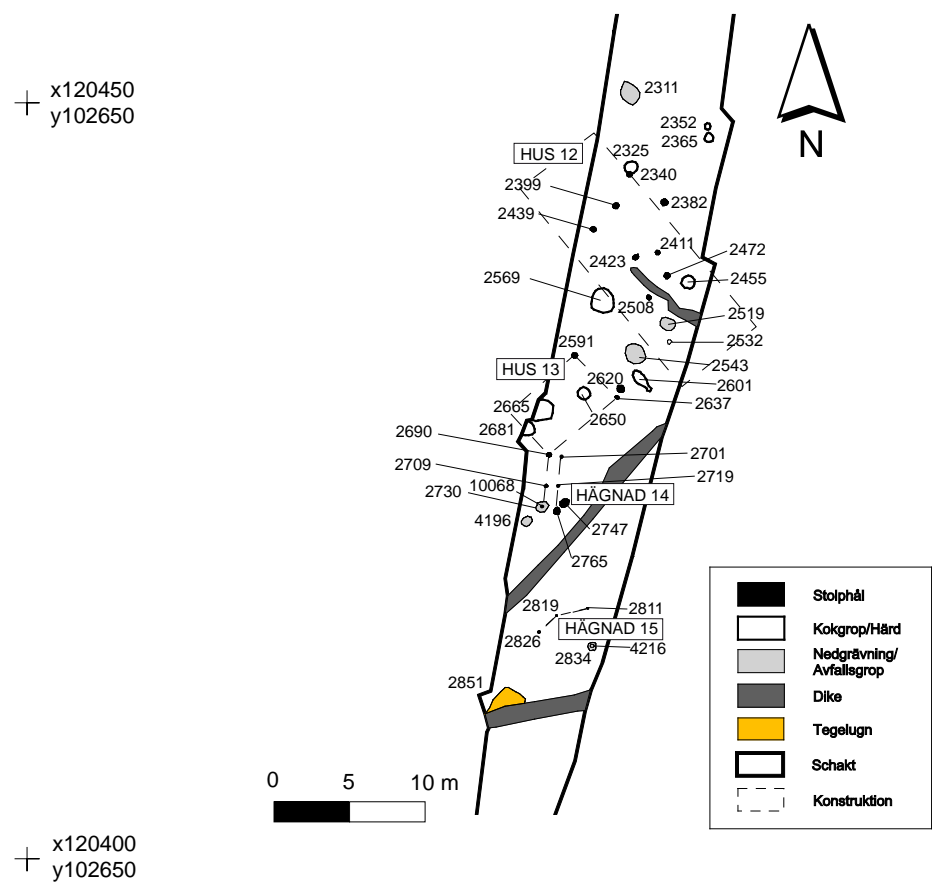 x120450
y102650
2311
2352
2365
N
HUS 12
2325
2340
2399
2382
2439
2411
2472
2423
2455
2569
2508
2519
2532
2591
2543
HUS 13
2620
2601
2665
2637
2650
2681
2690
2701
2709
2719
10068
HÄGNAD 14
2730
4196
2747
2765
2819
2811
HÄGNAD 15
2826
4216
2834
2851
Stolphål
Kokgrop/Härd
Nedgrävning/
Avfallsgrop
Dike
Tegelugn
Schakt
Konstruktion
0 5 10 m
x120400
y102650